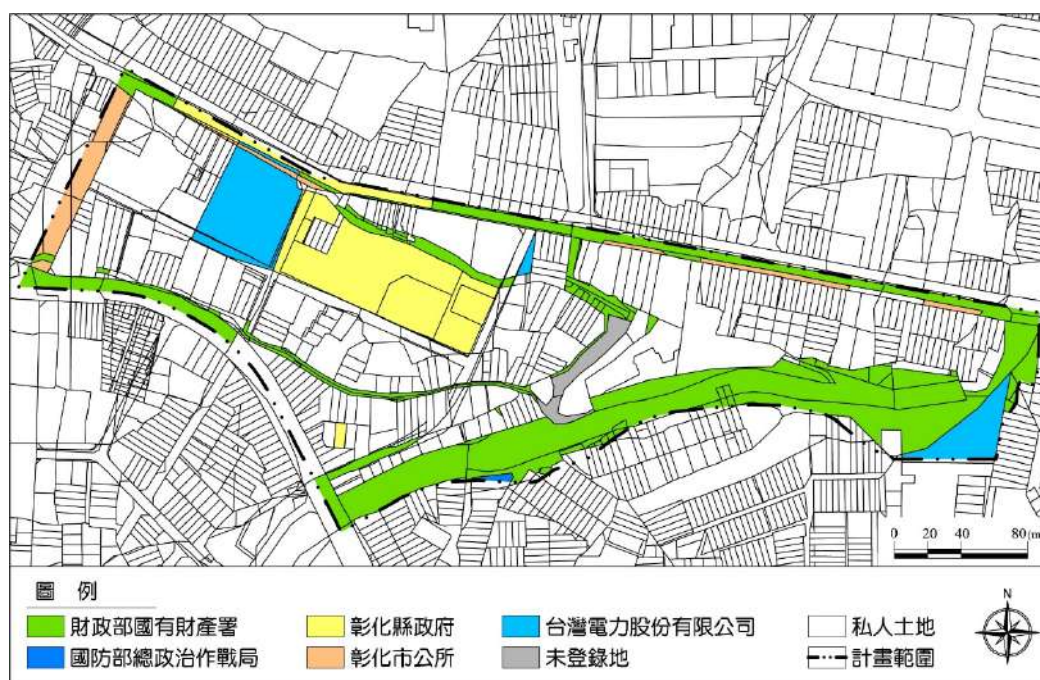 0 20 40 80(m
圖 例
財政部國有財產署 彰化縣政府 台灣電力股份有限公司 私人土地
國防部總政治作戰局 彰化市公所 未登錄地 計畫範圍
N